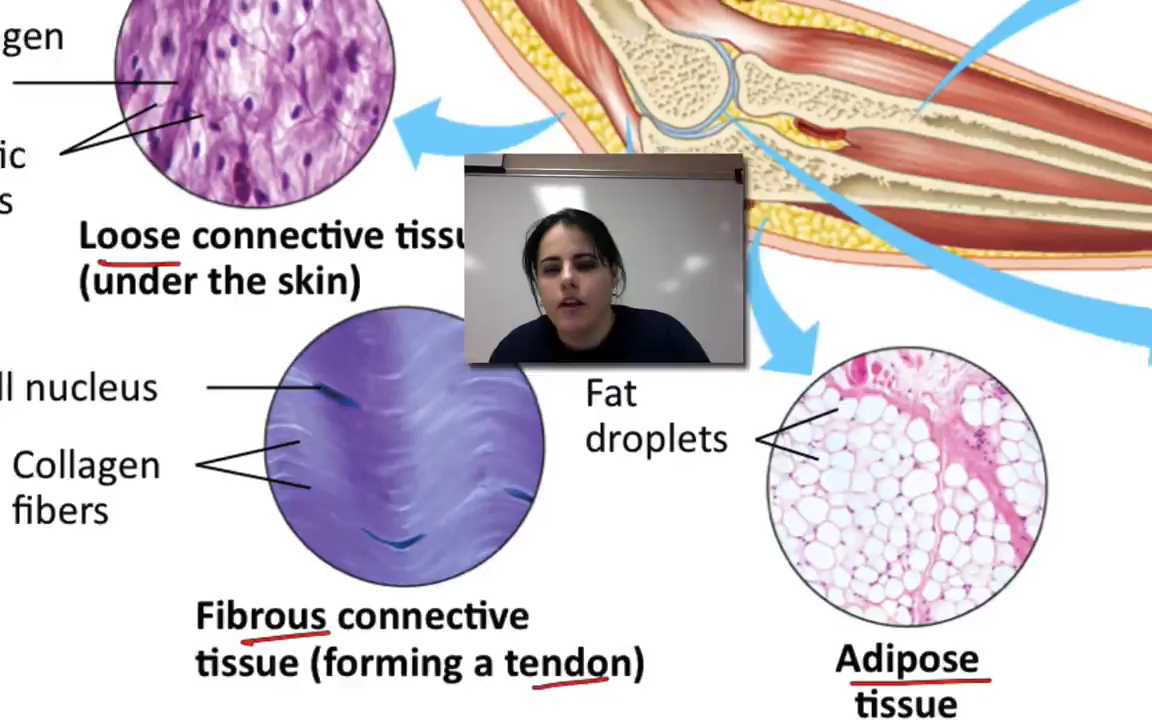 gen
ic
s
Loose connective tissu
(under the skin)
ll nucleus
Collagen
fibers
Fibrous connective
tissue (forming a tendon)
Fat
droplets
Adipose
tissue